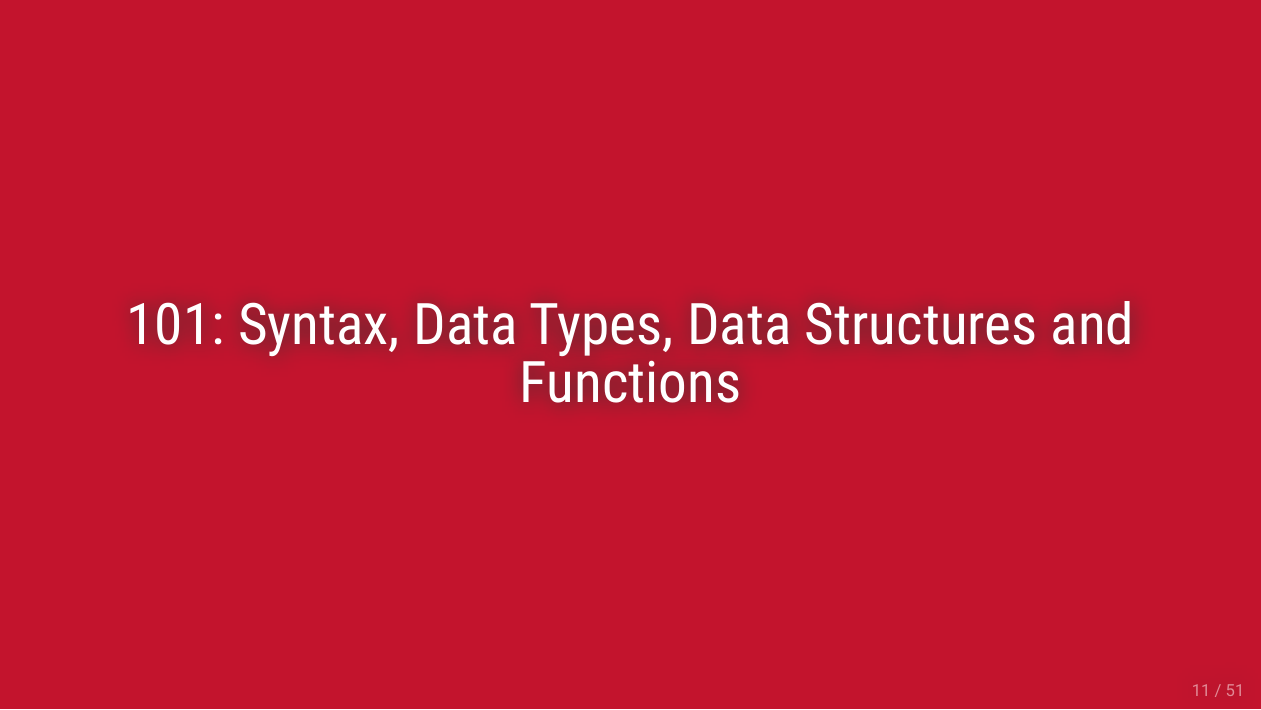 101: Syntax, Data Types, Data Structures and
Functions
11 / 51